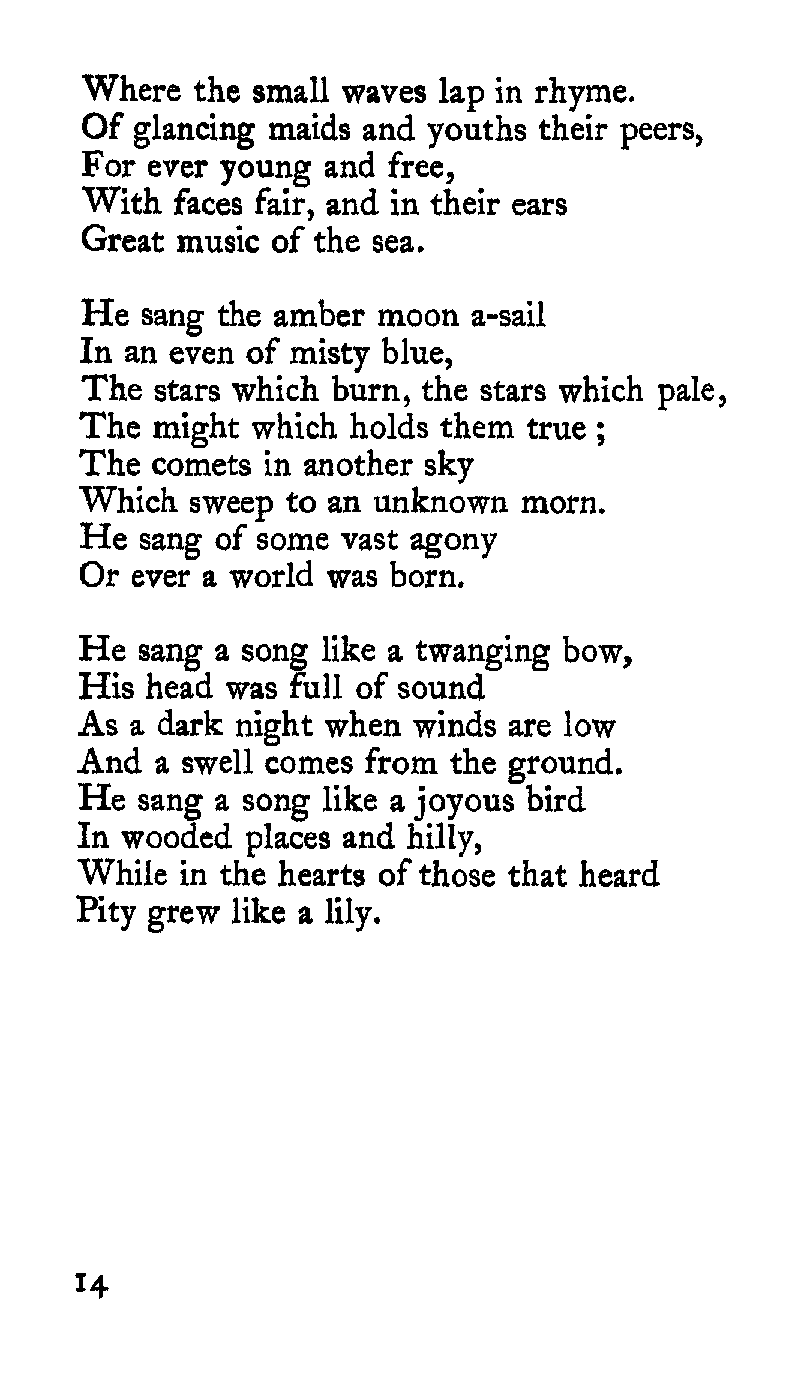 Where the small waves lap in rhyme.
Of glancing maids and youths their peers,
For ever young and free,
With faces fair, and in their ears
Great music of the sea.

He sang the amber moon a-sail
In an even of misty blue,
The stars which burn, the stars which pale,
The might which holds them true ;
The comets in another sky
Which sweep to an unknown morn.
He sang of some vast agony
Or ever a world was born.

He sang a song like a twanging bow,
His head was full of sound
As a dark night when winds are low
And a swell comes from the ground.
He sang a song like a joyous bird
In wooded places and hilly,
While in the hearts of those that heard
Pity grew like a lily.

14